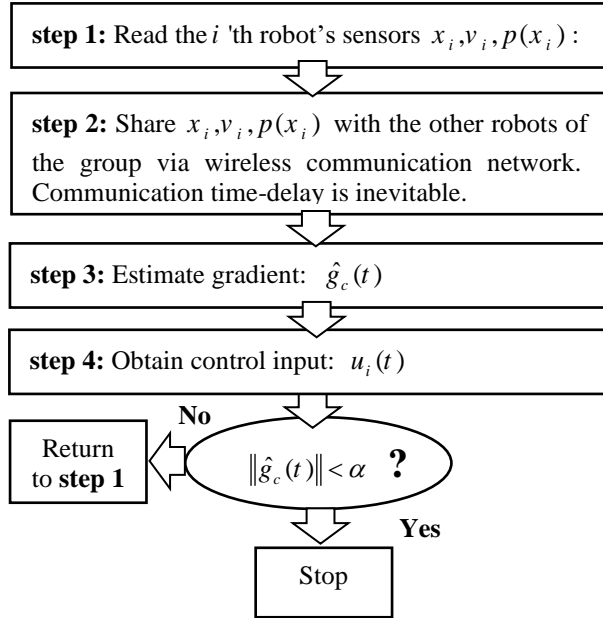 step 1: Read the i 'th robot's sensors x_i,v_i, p(x_i) :
step 2: Share x_i,v_i, p(x_i) with the other robots of
the group via wireless communication network.
Communication time-delay is inevitable.
step 3: Estimate gradient: ĝ_c(t)
step 4: Obtain control input: u_i(t)
No
Return
to step 1
‖ĝ_c(t)‖ < α ?
Yes
Stop